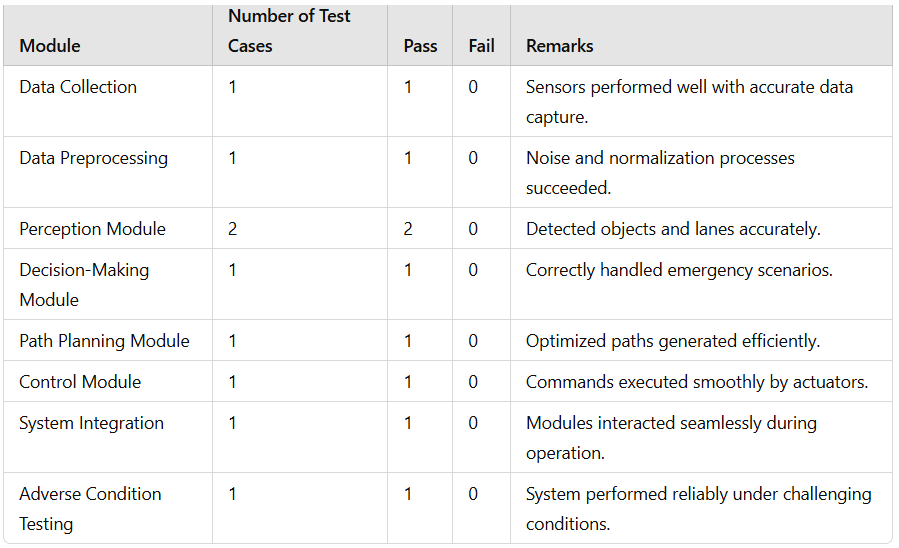 Module Number of Test Cases Pass Fail Remarks
Data Collection 1 1 0 Sensors performed well with accurate data
capture.
Data Preprocessing 1 1 0 Noise and normalization processes
succeeded.
Perception Module 2 2 0 Detected objects and lanes accurately.
Decision-Making 1 1 0 Correctly handled emergency scenarios.
Module
Path Planning Module 1 1 0 Optimized paths generated efficiently.
Control Module 1 1 0 Commands executed smoothly by actuators.
System Integration 1 1 0 Modules interacted seamlessly during
operation.
Adverse Condition 1 1 0 System performed reliably under challenging
Testing conditions.